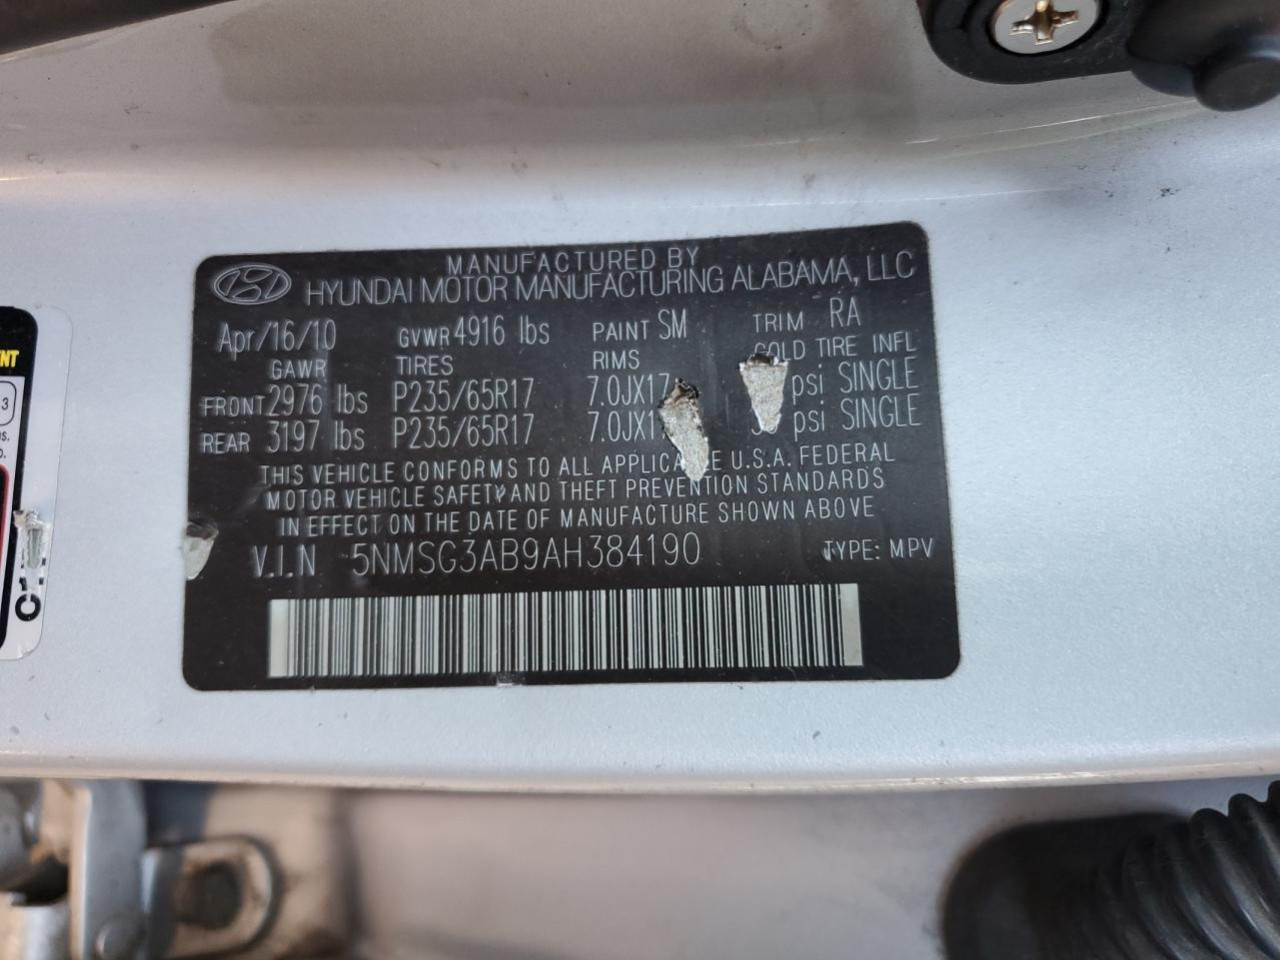 MANUFACTURED BY
HYUNDAI MOTOR MANUFACTURING ALABAMA, LLC
Apr/16/10 GVWR 4916 lbs PAINT SM TRIM RA
GAWR TIRES RIMS COLD TIRE INFL
FRONT 2976 lbs P235/65R17 7.0JX17 psi SINGLE
REAR 3197 lbs P235/65R17 psi SINGLE
THIS VEHICLE CONFORMS TO ALL U.S.A. FEDERAL
MOTOR VEHICLE SAFETY AND THEFT PREVENTION STANDARDS
IN EFFECT ON THE DATE OF MANUFACTURE SHOWN ABOVE
V.I.N 5NMSG3AB9AH384190 TYPE: MPV
3